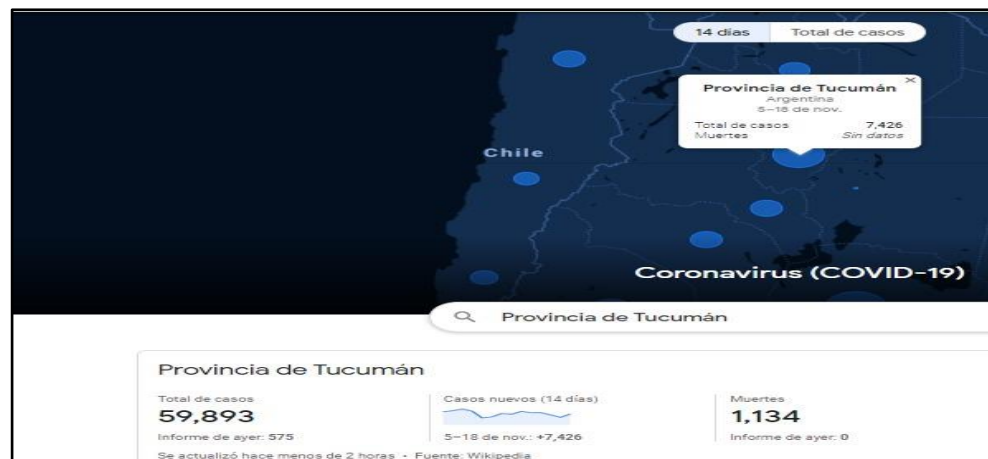 14 días Total de casos
Provincia de Tucumán
Argentina
5–18 de nov.
Total de casos 7,426
Muertes Sin datos
Chile
Coronavirus (COVID-19)
Provincia de Tucumán
Provincia de Tucumán
Total de casos Casos nuevos (14 días) Muertes
59,893 1,134
Informe de ayer: 575 5–18 de nov.: +7,426 Informe de ayer: 0
Se actualizó hace menos de 2 horas • Fuente: Wikipedia